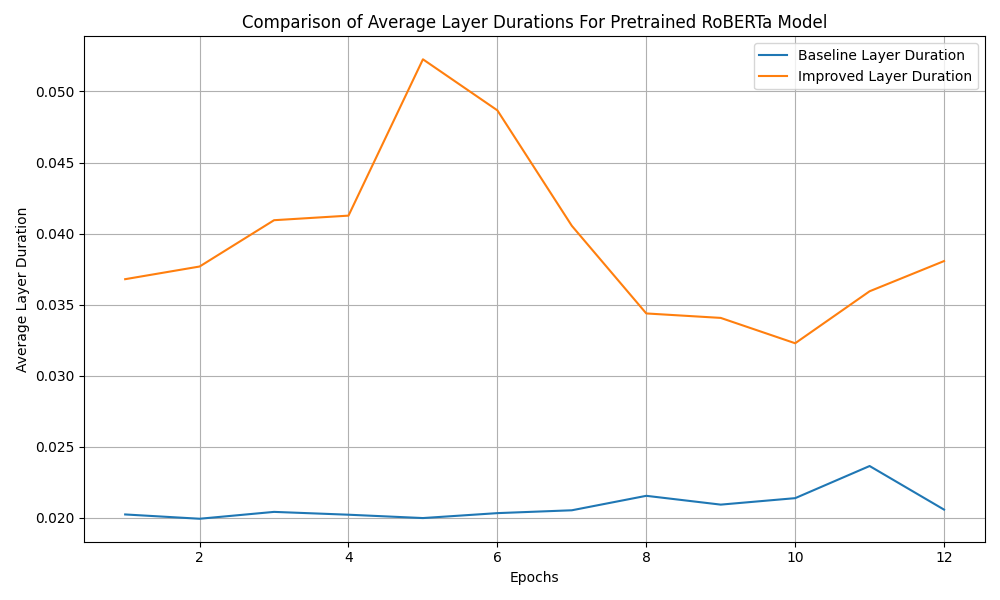 Comparison of Average Layer Durations For Pretrained RoBERTa Model
Baseline Layer Duration
Improved Layer Duration
Average Layer Duration
0.050
0.045
0.040
0.035
0.030
0.025
0.020
2 4 6 8 10 12
Epochs